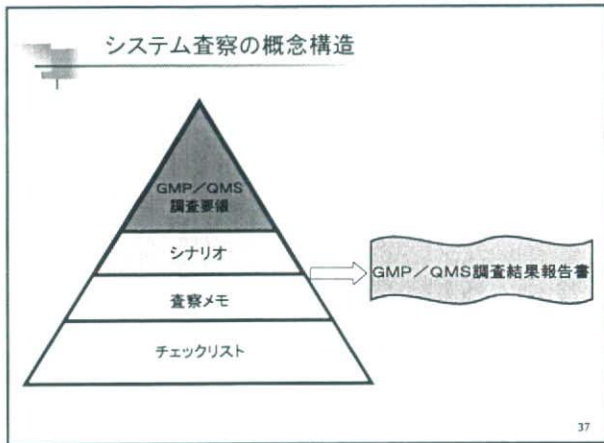 システム査察の概念構造
GMP／QMS
調査要領
シナリオ
査察メモ
チェックリスト
GMP／QMS調査結果報告書
37